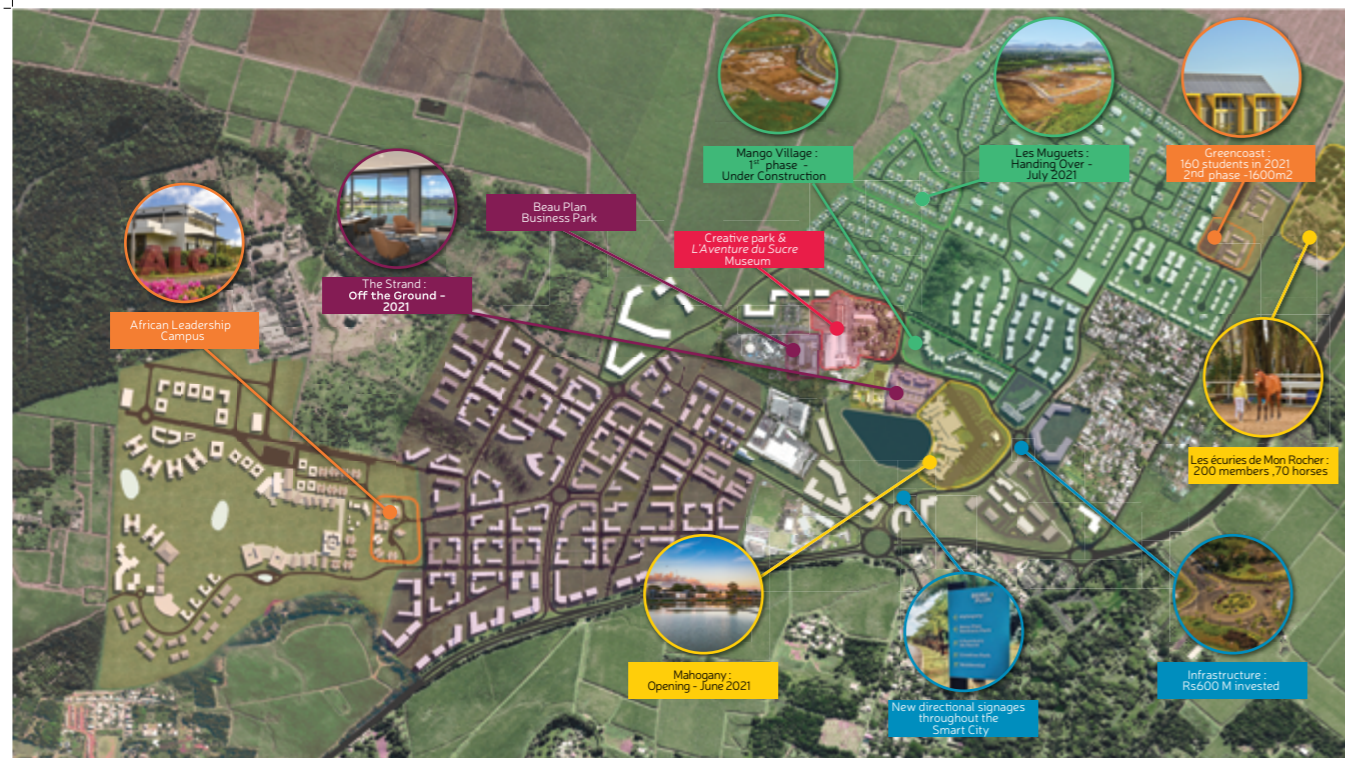 Mango Village :
1st phase -
Under Construction
Les Muguets :
Handing Over -
July 2021
Greencoast :
160 students in 2021
2nd phase -1600m2
Beau Plan
Business Park
Creative park &
L'Aventure du Sucre
Museum
The Strand :
Off the Ground -
2021
ALC
African Leadership
Campus
Les écuries de Mon Rocher :
200 members ,70 horses
Mahogany :
Opening - June 2021
BEAU
PLAN
New directional signages
throughout the
Smart City
Infrastructure :
Rs600 M invested